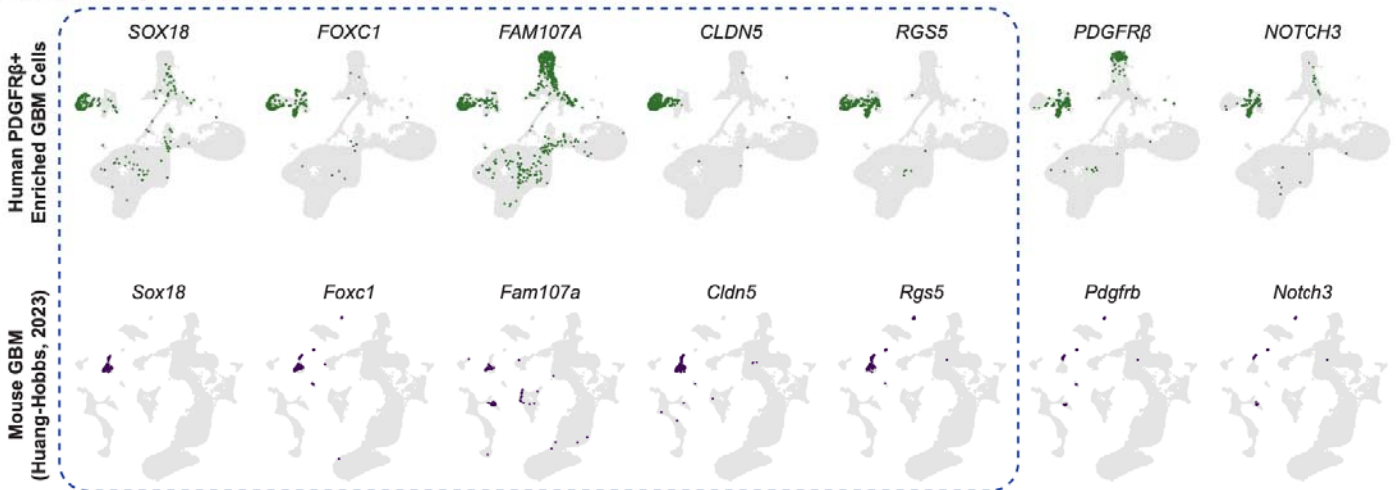 Human PDGFRβ+
Enriched GBM Cells
SOX18
FOXC1
FAM107A
CLDN5
RGS5
PDGFRβ
NOTCH3
Mouse GBM
(Huang-Hobbs, 2023)
Sox18
Foxc1
Fam107a
Cldn5
Rgs5
Pdgfrb
Notch3